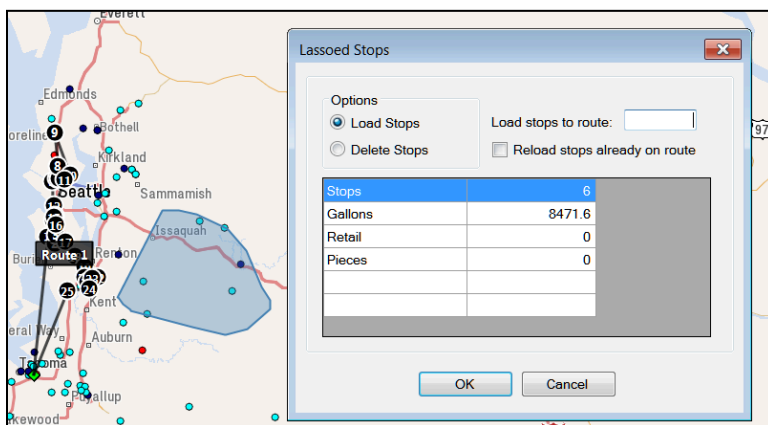 Everett
Edmonds
Bothell
oreline
9
Kirkland
8
11
Seattle
Sammamish
16
17
Issaquah
Route 1
Renton
Buri
25
24
Kent
eral Way
Auburn
Tacoma
Puyallup
kewood
97
Lassoed Stops
Options
Load Stops
Delete Stops
Load stops to route:
Reload stops already on route
Stops 6
Gallons 8471.6
Retail 0
Pieces 0
OK Cancel